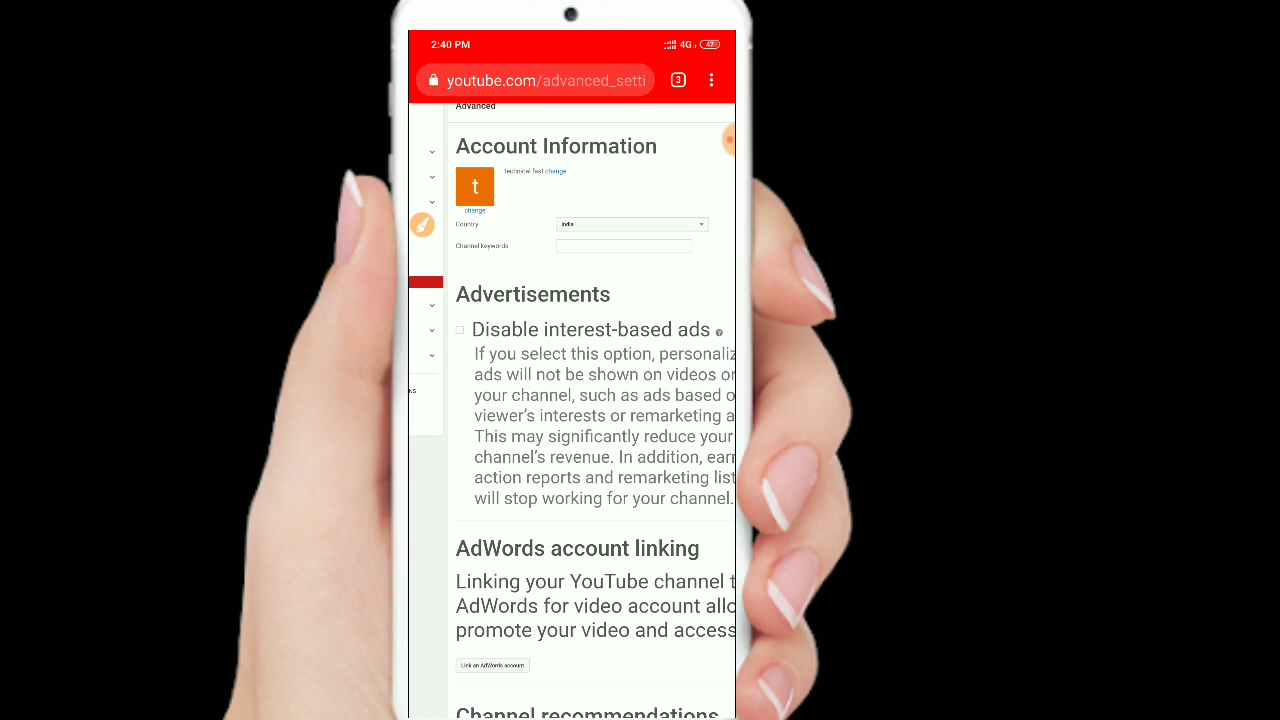 2:40 PM 4G 47
youtube.com/advanced_setti 3
Advanced
Account Information
t
technical fast change
change
Country India
Channel keywords
Advertisements
Disable interest-based ads ?
If you select this option, personaliz
ads will not be shown on videos on
your channel, such as ads based o
viewer's interests or remarketing a
This may significantly reduce your
channel's revenue. In addition, earn
action reports and remarketing list
will stop working for your channel.
NS
AdWords account linking
Linking your YouTube channel t
AdWords for video account allo
promote your video and access
Link an AdWords account
Channel recommendations